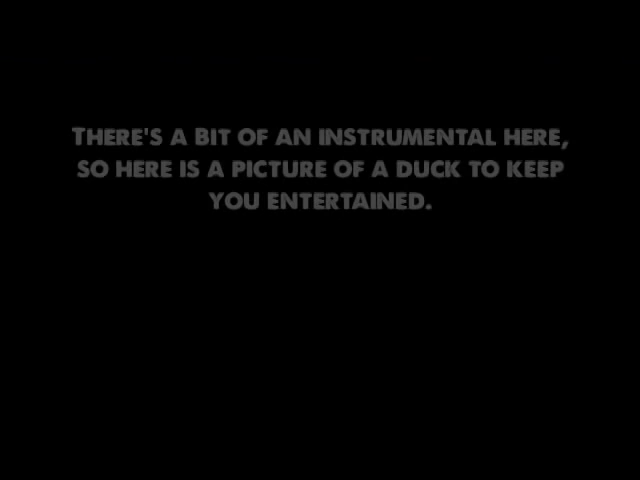 There's a bit of an instrumental here,
so here is a picture of a duck to keep
you entertained.